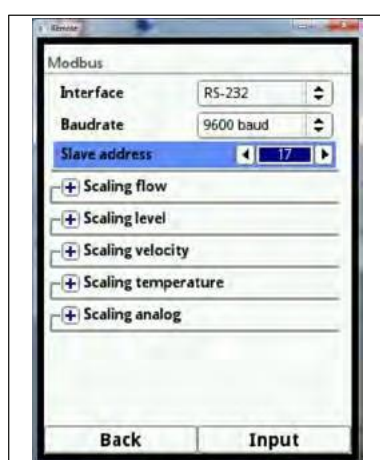 Remote
Modbus
Interface RS-232
Baudrate 9600 baud
Slave address 17
+ Scaling flow
+ Scaling level
+ Scaling velocity
+ Scaling temperature
+ Scaling analog
Back Input